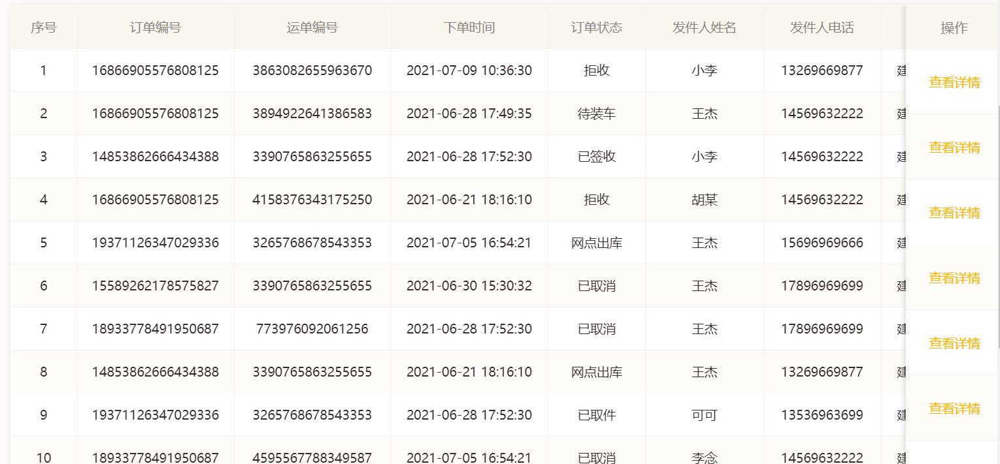 序号 订单编号 运单编号 下单时间 订单状态 发件人姓名 发件人电话 操作
1 16866905576808125 3863082655963670 2021-07-09 10:36:30 拒收 小李 13269669877 建
查看详情
2 16866905576808125 3894922641386583 2021-06-28 17:49:35 待装车 王杰 14569632222 建
查看详情
3 14853862666434388 3390765863255655 2021-06-28 17:52:30 已签收 小李 14569632222 建
4 16866905576808125 4158376343175250 2021-06-21 18:16:10 拒收 胡某 14569632222 建
查看详情
5 19371126347029336 3265768678543353 2021-07-05 16:54:21 网点出库 王杰 15696969666 建
查看详情
6 15589262178575827 3390765863255655 2021-06-30 15:30:32 已取消 王杰 17896969699 建
7 18933778491950687 773976092061256 2021-06-28 17:52:30 已取消 王杰 17896969699 建
查看详情
8 14853862666434388 3390765863255655 2021-06-21 18:16:10 网点出库 王杰 13269669877 建
查看详情
9 19371126347029336 3265768678543353 2021-06-28 17:52:30 已取件 可可 13536963699 建
10 18933778491950687 4595567788349587 2021-07-05 16:54:21 已取消 李念 14569632222 建